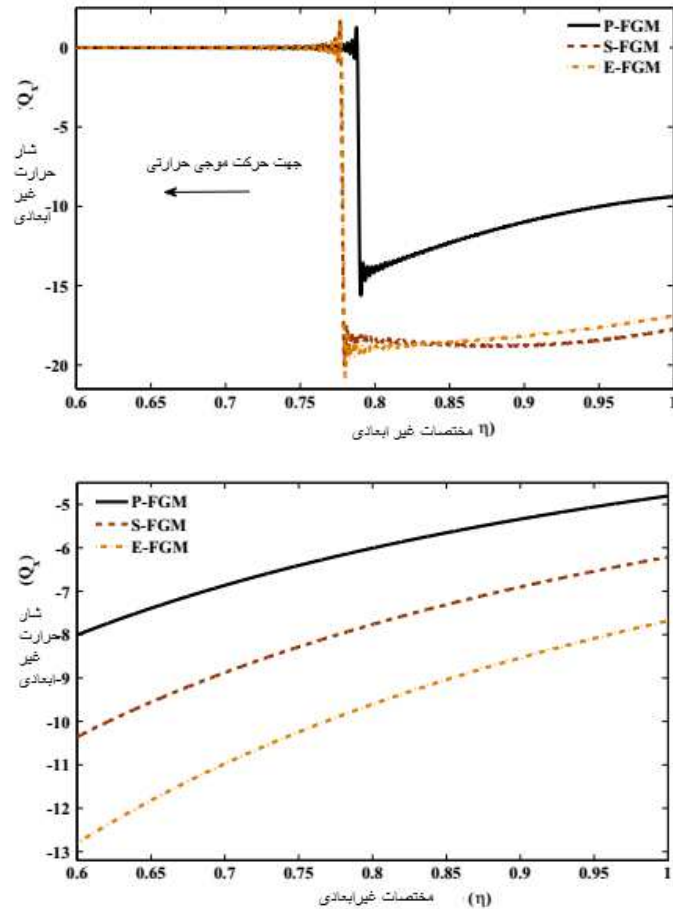 0
-5
-10
-15
-20
(Qx)
شار
حرارت
غیر
ابعادی
P-FGM
S-FGM
E-FGM
جهت حرکت موجی حرارتی
0.6
0.65
0.7
0.75
0.8
0.85
0.9
0.95
1
مختصات غیر ابعادی η)
-5
-6
-7
-8
-9
-10
-11
-12
-13
(Qx)
شار
حرارت
غیر
ابعادی
P-FGM
S-FGM
E-FGM
0.6
0.65
0.7
0.75
0.8
0.85
0.9
0.95
1
مختصات غیرابعادی (η)